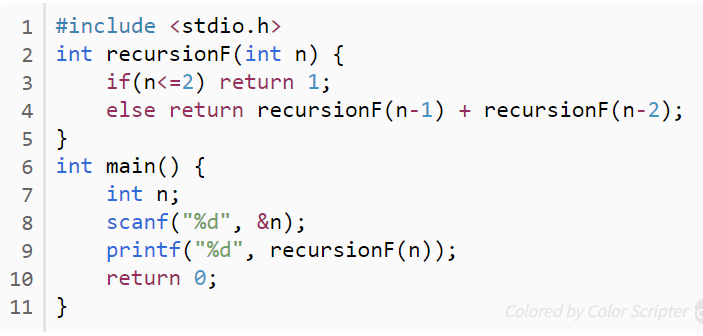 1 #include <stdio.h>
2 int recursionF(int n) {
3     if(n<=2) return 1;
4     else return recursionF(n-1) + recursionF(n-2);
5 }
6 int main() {
7     int n;
8     scanf("%d", &n);
9     printf("%d", recursionF(n));
10     return 0;
11 }
Colored by Color Scripter